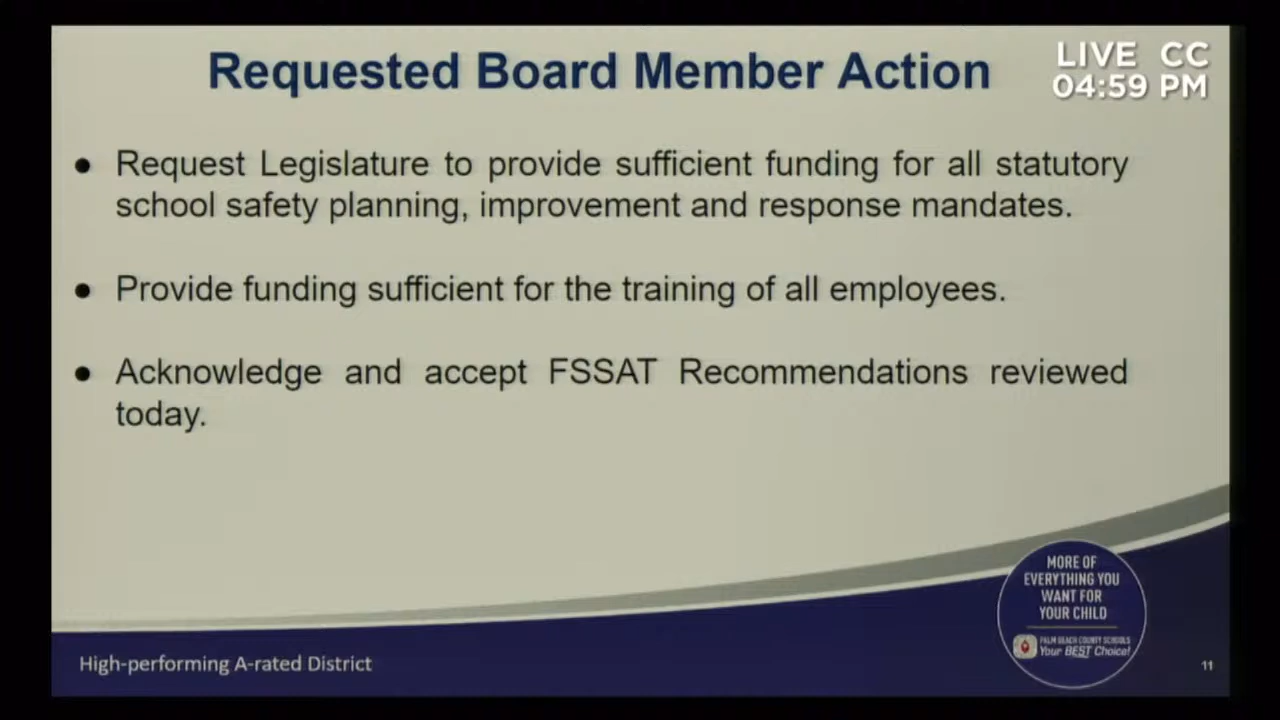 Requested Board Member Action
LIVE CC
04:59 PM
● Request Legislature to provide sufficient funding for all statutory
school safety planning, improvement and response mandates.
● Provide funding sufficient for the training of all employees.
● Acknowledge and accept FSSAT Recommendations reviewed
today.
MORE OF
EVERYTHING YOU
WANT FOR
YOUR CHILD
PALM BEACH COUNTY SCHOOLS
Your BEST Choice!
High-performing A-rated District
11